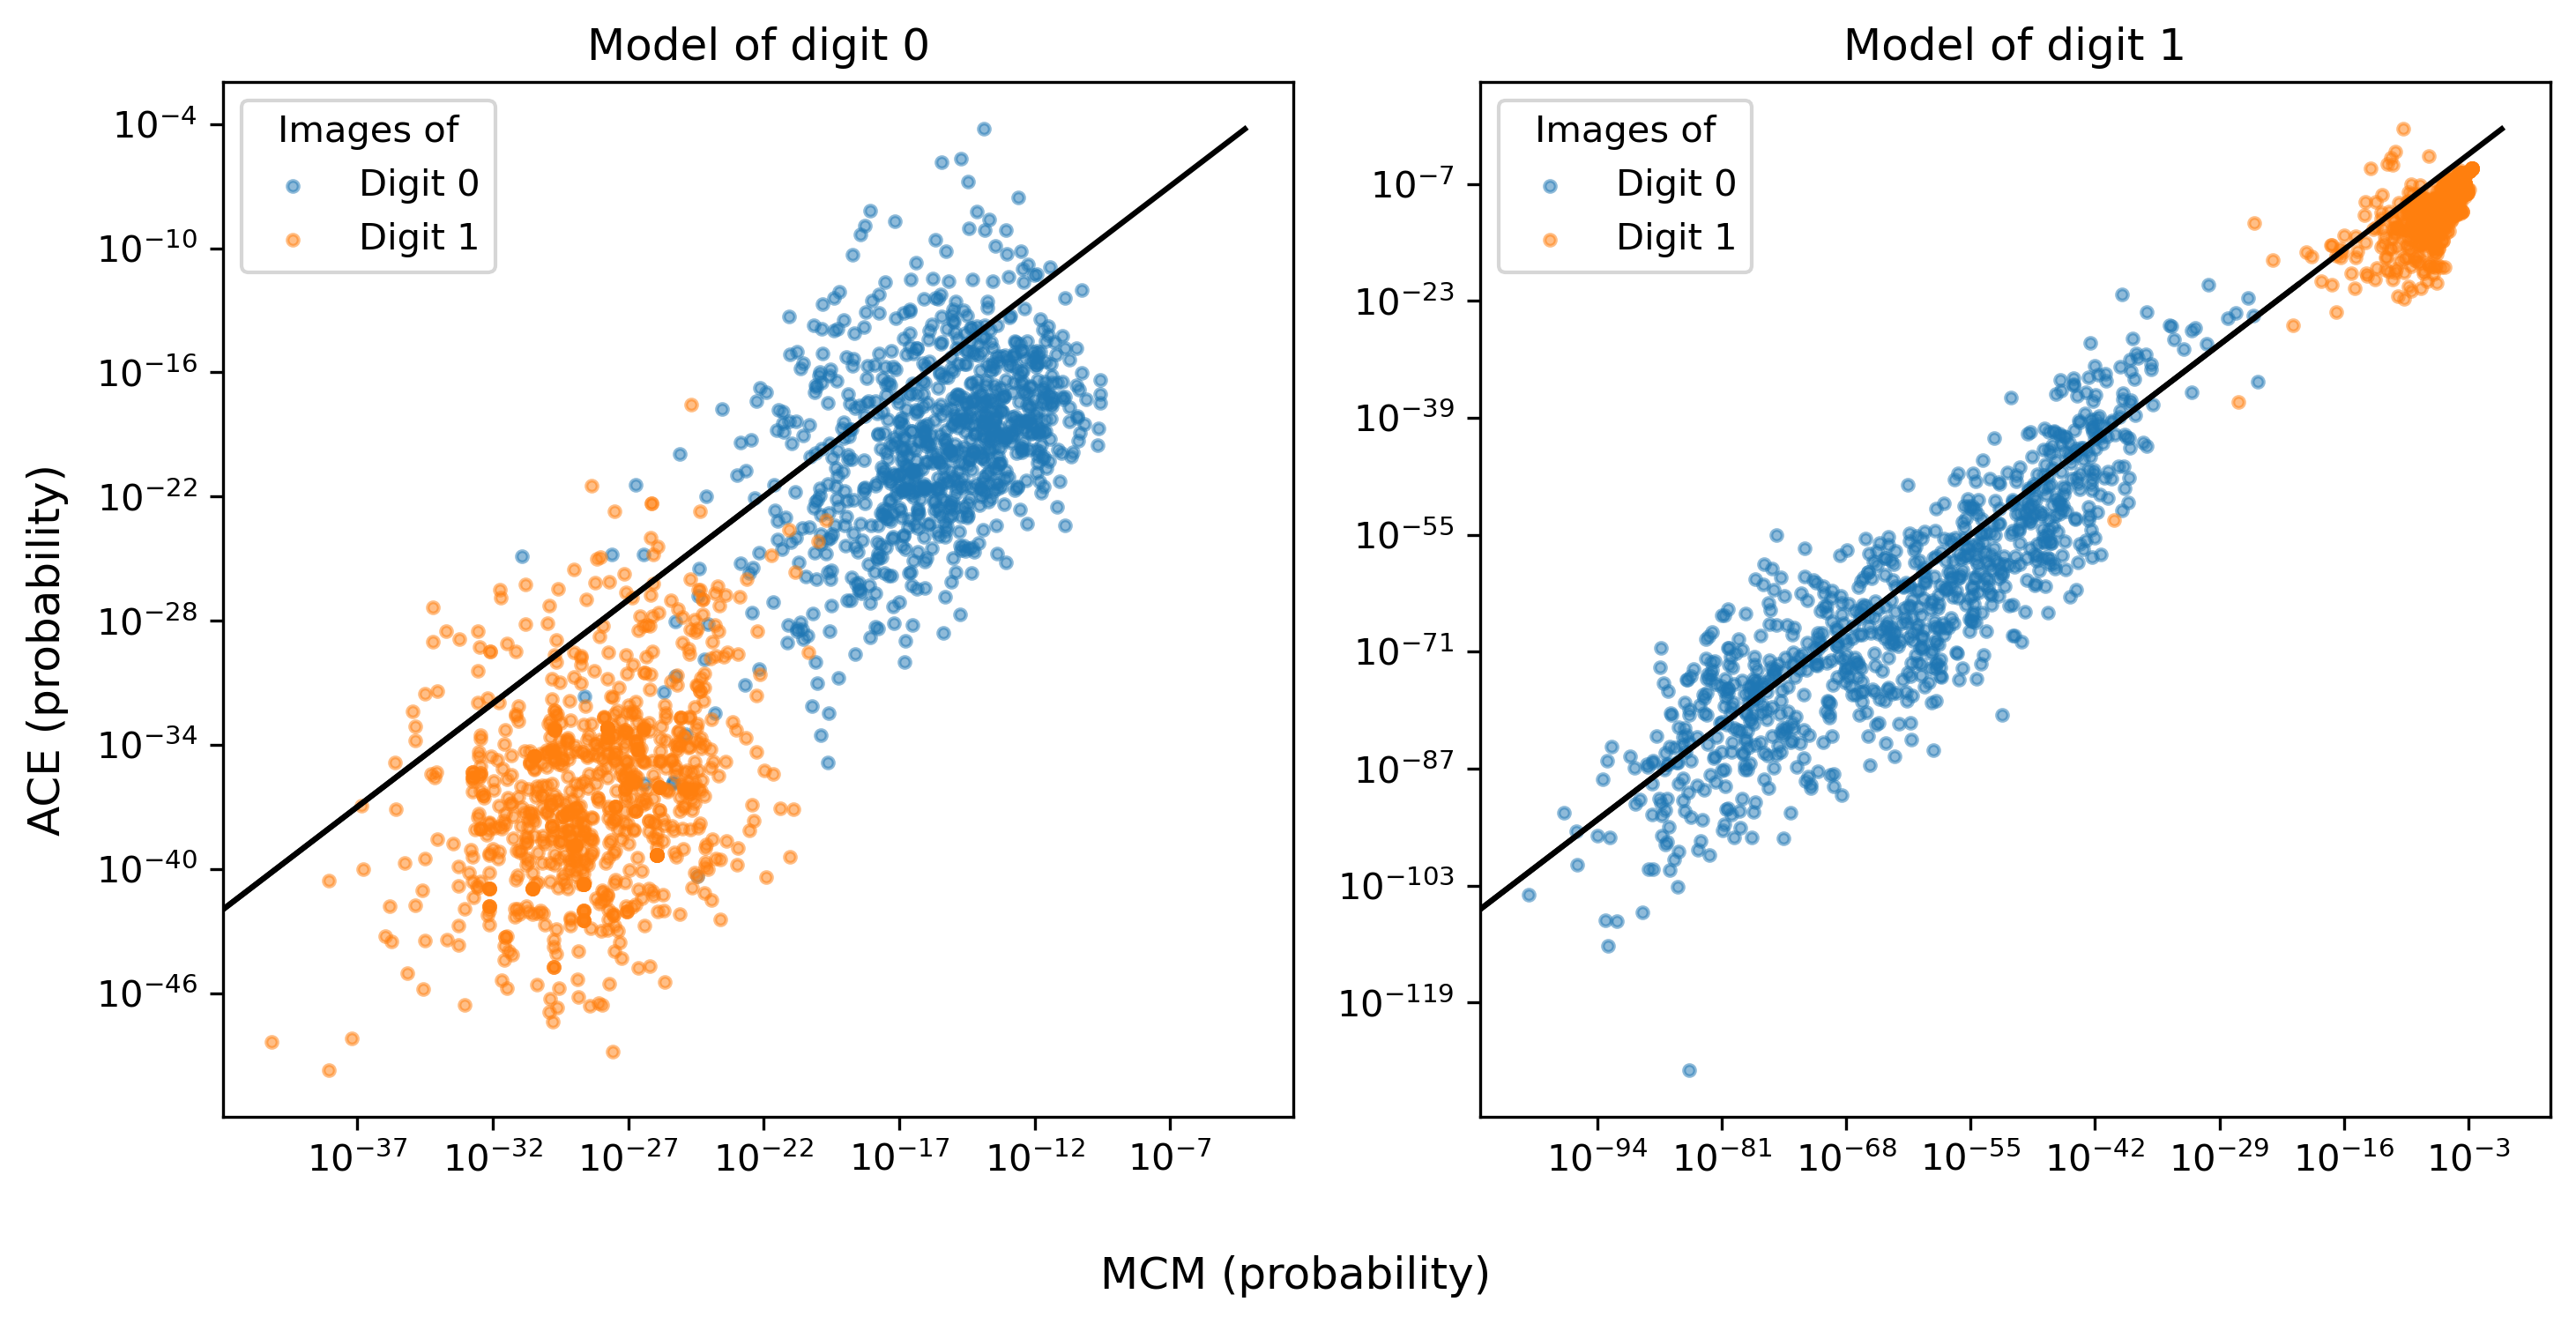 Model of digit 0
Images of
Digit 0
Digit 1
10⁻⁴
10⁻¹⁰
10⁻¹⁶
10⁻²²
10⁻²⁸
10⁻³⁴
10⁻⁴⁰
10⁻⁴⁶
ACE (probability)
10⁻³⁷ 10⁻³² 10⁻²⁷ 10⁻²² 10⁻¹⁷ 10⁻¹² 10⁻⁷
Model of digit 1
Images of
Digit 0
Digit 1
10⁻⁷
10⁻²³
10⁻³⁹
10⁻⁵⁵
10⁻⁷¹
10⁻⁸⁷
10⁻¹⁰³
10⁻¹¹⁹
10⁻⁹⁴ 10⁻⁸¹ 10⁻⁶⁸ 10⁻⁵⁵ 10⁻⁴² 10⁻²⁹ 10⁻¹⁶ 10⁻³
MCM (probability)